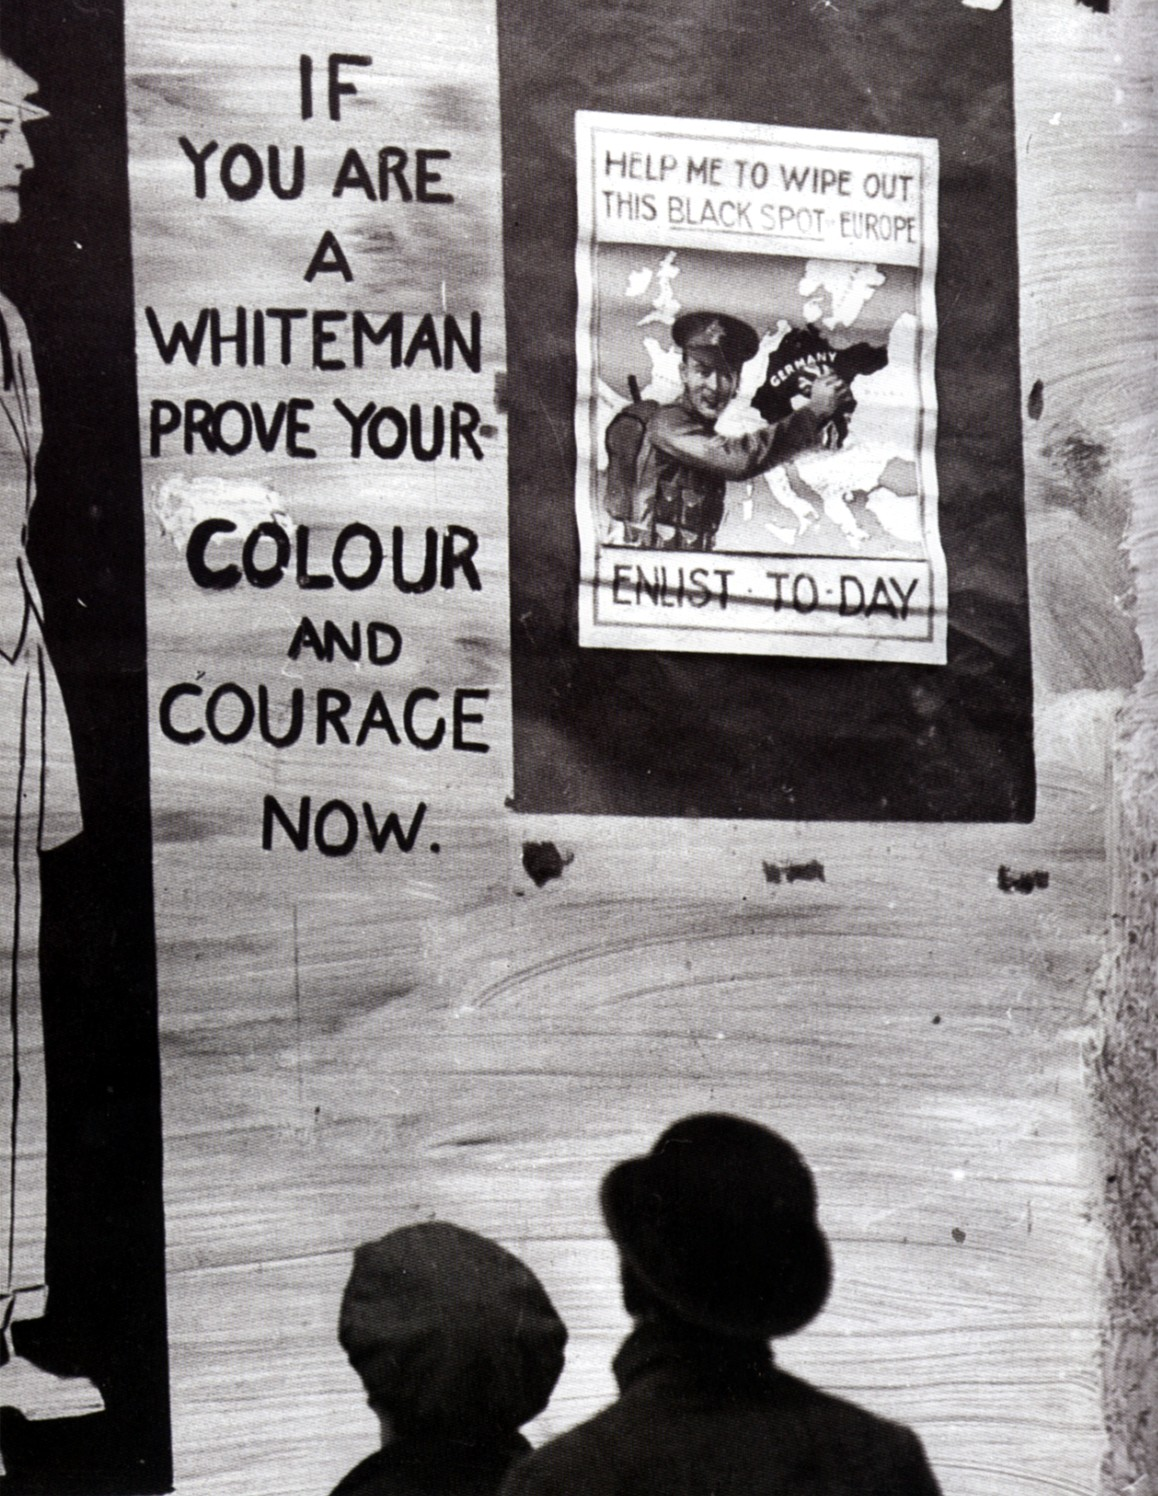 IF
YOU ARE
A
WHITEMAN
PROVE YOUR
COLOUR
AND
COURAGE
NOW.
HELP ME TO WIPE OUT
THIS BLACK SPOT - EUROPE
GERMANY
ENLIST · TO-DAY